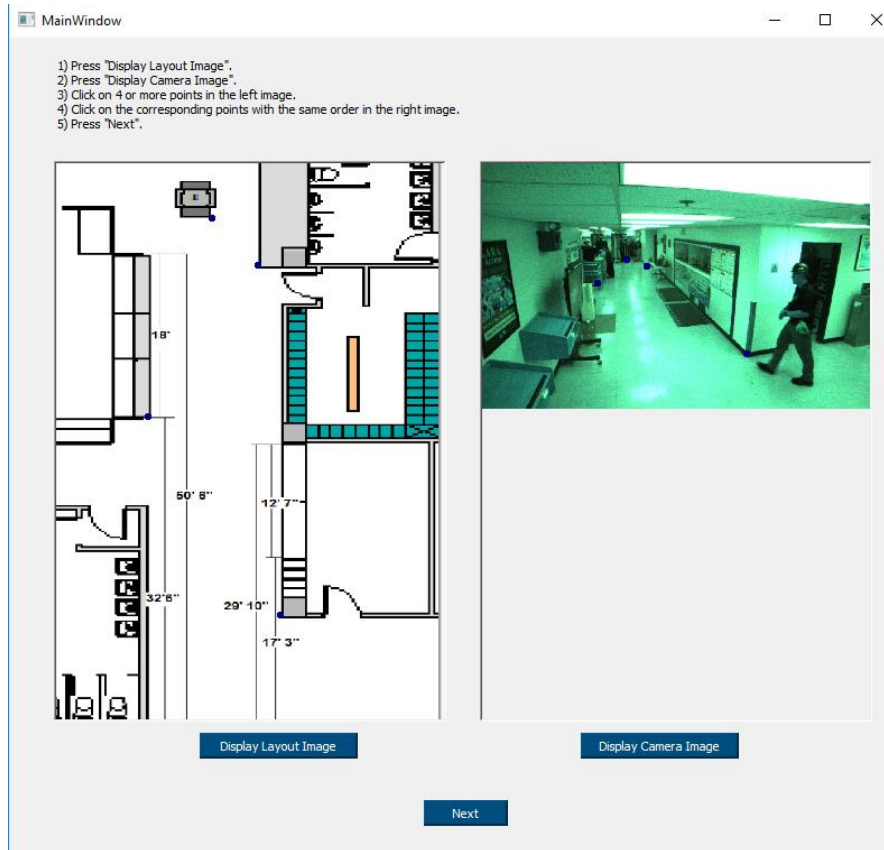 MainWindow
1) Press "Display Layout Image".
2) Press "Display Camera Image".
3) Click on 4 or more points in the left image.
4) Click on the corresponding points with the same order in the right image.
5) Press "Next".
18'
50' 6"
12' 7"
32'6"
29' 10"
17' 3"
Display Layout Image
Display Camera Image
Next